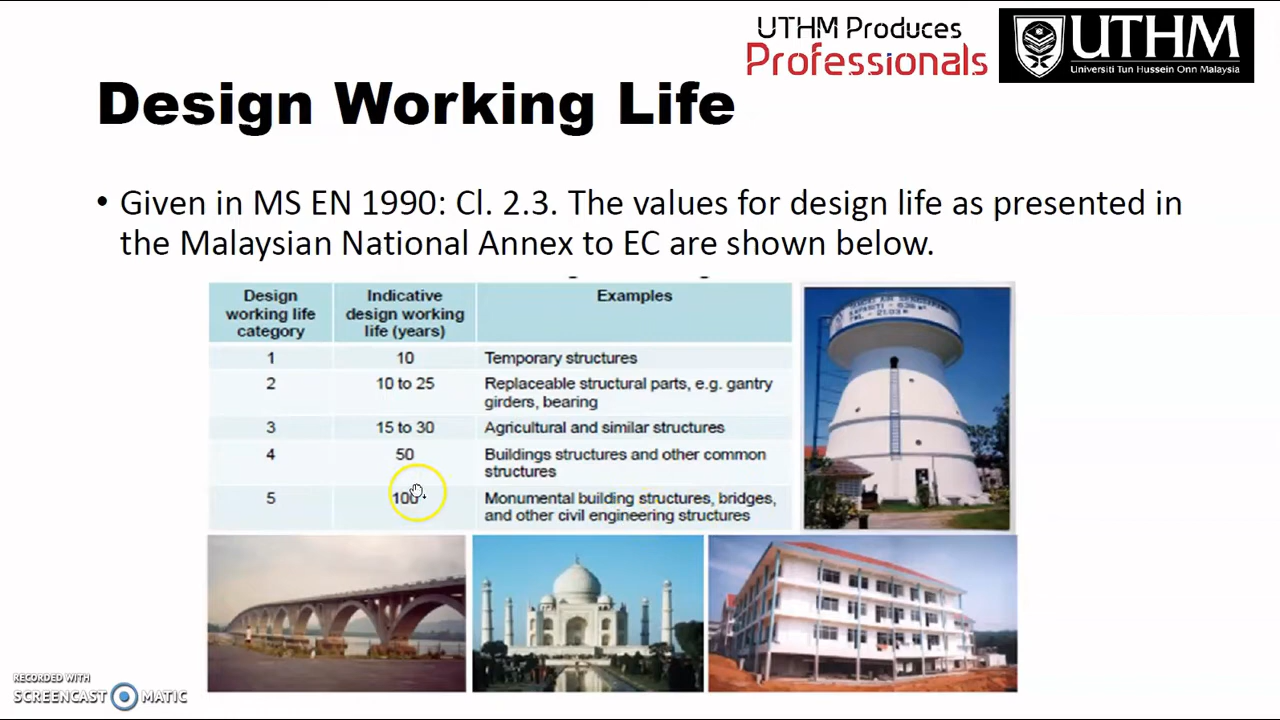 UTHM Produces
Professionals
UTHM
Universiti Tun Hussein Onn Malaysia
Design Working Life
• Given in MS EN 1990: Cl. 2.3. The values for design life as presented in
the Malaysian National Annex to EC are shown below.
Design working life category
Indicative design working life (years)
Examples
1 10 Temporary structures
2 10 to 25 Replaceable structural parts, e.g. gantry
girders, bearing
3 15 to 30 Agricultural and similar structures
4 50 Buildings structures and other common
structures
5 100 Monumental building structures, bridges,
and other civil engineering structures
RECORDED WITH
SCREENCAST MATIC